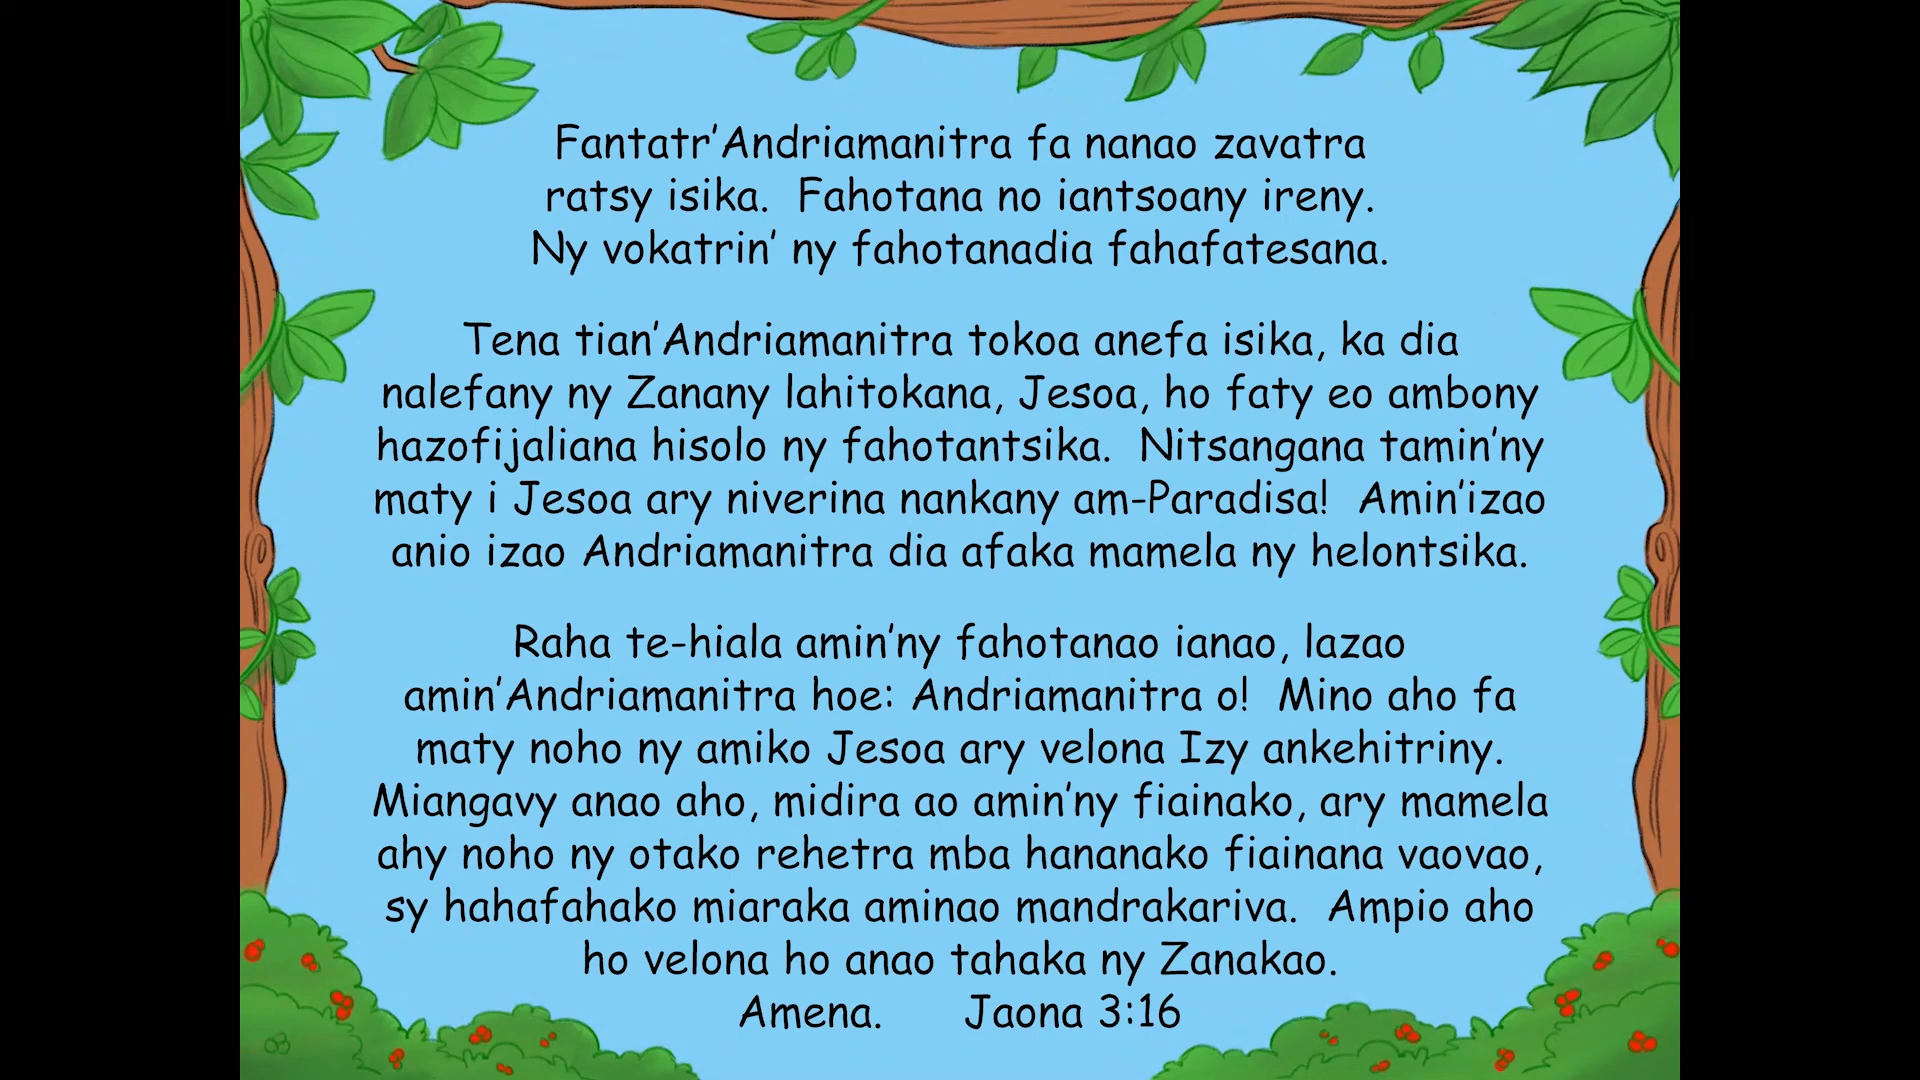 Fantatr’Andriamanitra fa nanao zavatra
ratsy isika.  Fahotana no iantsoany ireny.
Ny vokatrin’ ny fahotanadia fahafatesana.
Tena tian’Andriamanitra tokoa anefa isika, ka dia
nalefany ny Zanany lahitokana, Jesoa, ho faty eo ambony
hazofijaliana hisolo ny fahotantsika.  Nitsangana tamin’ny
maty i Jesoa ary niverina nankany am-Paradisa!  Amin’izao
anio izao Andriamanitra dia afaka mamela ny helontsika.
Raha te-hiala amin’ny fahotanao ianao, lazao
amin’Andriamanitra hoe: Andriamanitra o!  Mino aho fa
maty noho ny amiko Jesoa ary velona Izy ankehitriny.
Miangavy anao aho, midira ao amin’ny fiainako, ary mamela
ahy noho ny otako rehetra mba hananako fiainana vaovao,
sy hahafahako miaraka aminao mandrakariva.  Ampio aho
ho velona ho anao tahaka ny Zanakao.
Amena.      Jaona 3:16